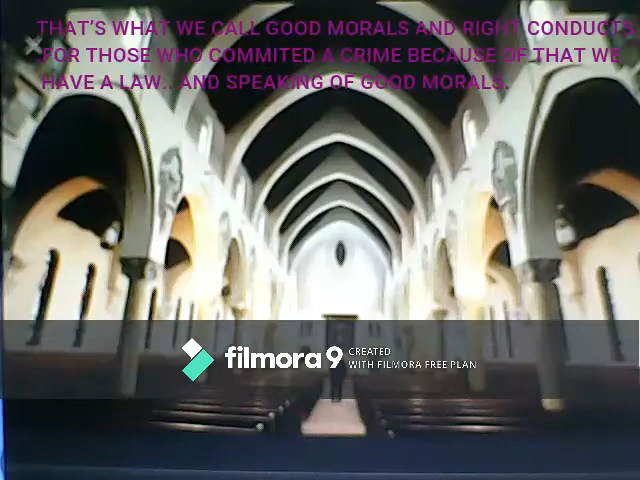 THAT'S WHAT WE CALL GOOD MORALS AND RIGHT CONDUCTS
.FOR THOSE WHO COMMITED A CRIME BECAUSE OF THAT WE
HAVE A LAW.. AND SPEAKING OF GOOD MORALS.
filmora 9 CREATED
WITH FILMORA FREE PLAN